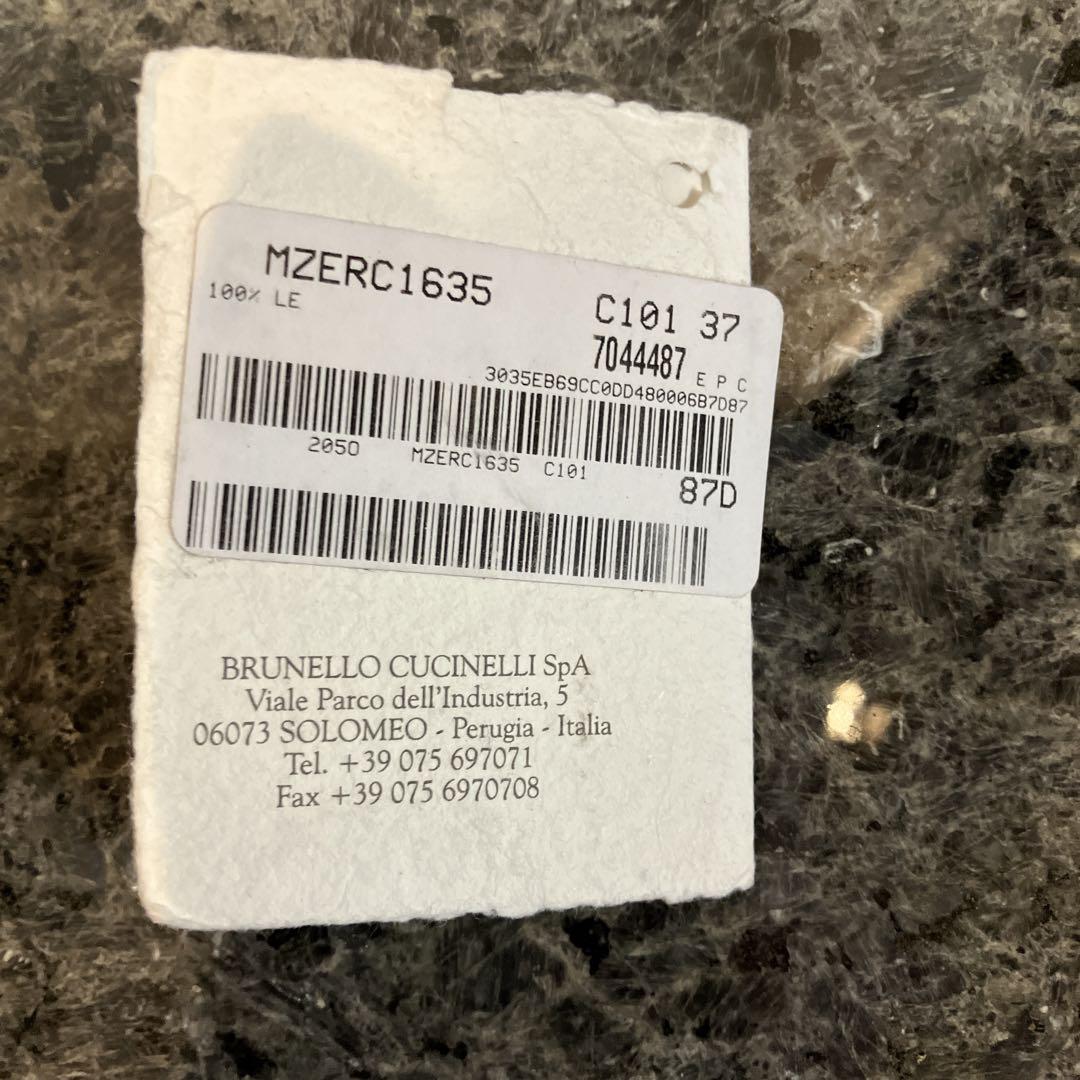 MZERC1635
100% LE
C101 37
7044487 E P C
3035EB69CC0DD480006B7D87
2050 MZERC1635 C101
87D
BRUNELLO CUCINELLI SpA
Viale Parco dell'Industria, 5
06073 SOLOMEO - Perugia - Italia
Tel. +39 075 697071
Fax +39 075 6970708